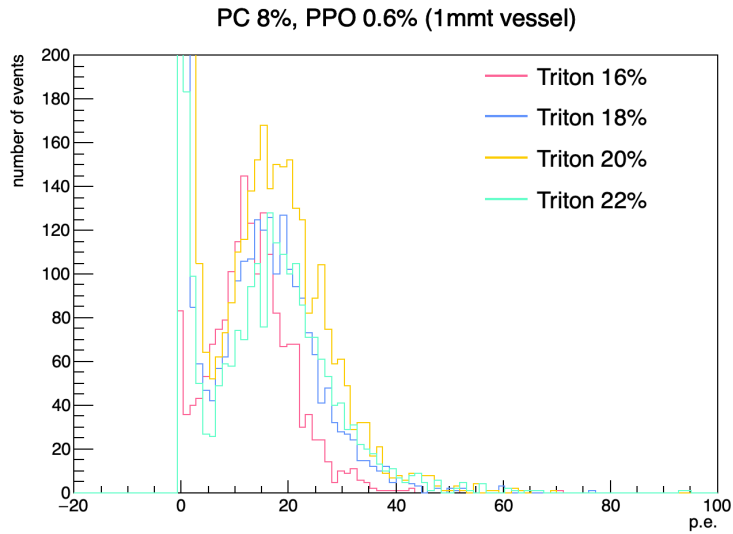 PC 8%, PPO 0.6% (1mmt vessel)
number of events
200
180
160
140
120
100
80
60
40
20
0
Triton 16%
Triton 18%
Triton 20%
Triton 22%
−20 0 20 40 60 80 100
p.e.